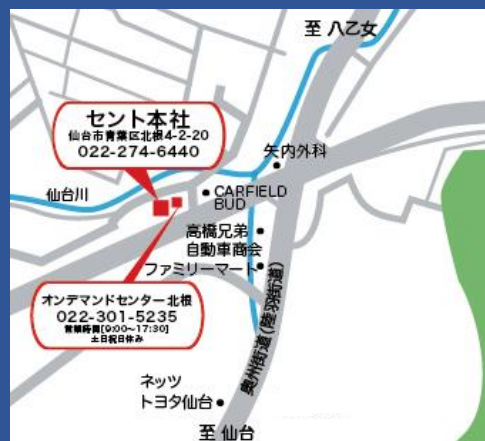 至 八乙女
セント本社
仙台市青葉区北根4-2-20
022-274-6440
矢内外科
仙台川
CARFIELD
BUD
高橋兄弟
自動車商会
ファミリーマート
オンデマンドセンター北根
022-301-5235
営業時間[9:00〜17:30]
土日祝日休み
奥州街道(陸羽街道)
ネッツ
トヨタ仙台
至 仙台